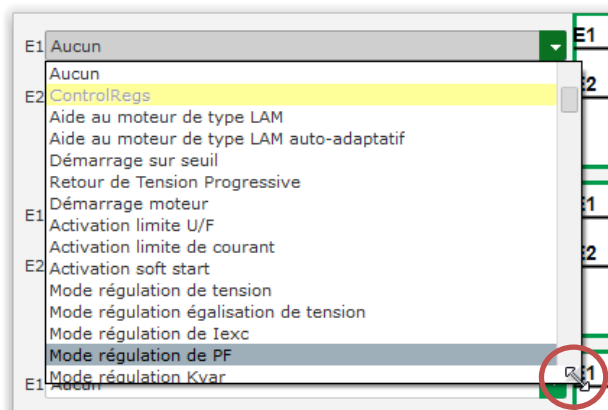 E1 Aucun E1
Aucun
E2 ControlRegs E2
Aide au moteur de type LAM
Aide au moteur de type LAM auto-adaptatif
Démarrage sur seuil
Retour de Tension Progressive
Démarrage moteur
E1 E1
Activation limite U/F
Activation limite de courant
E2 Activation soft start E2
Mode régulation de tension
Mode régulation égalisation de tension
Mode régulation de Iexc
Mode régulation de PF
Mode régulation Kvar E1
E1 Aucun